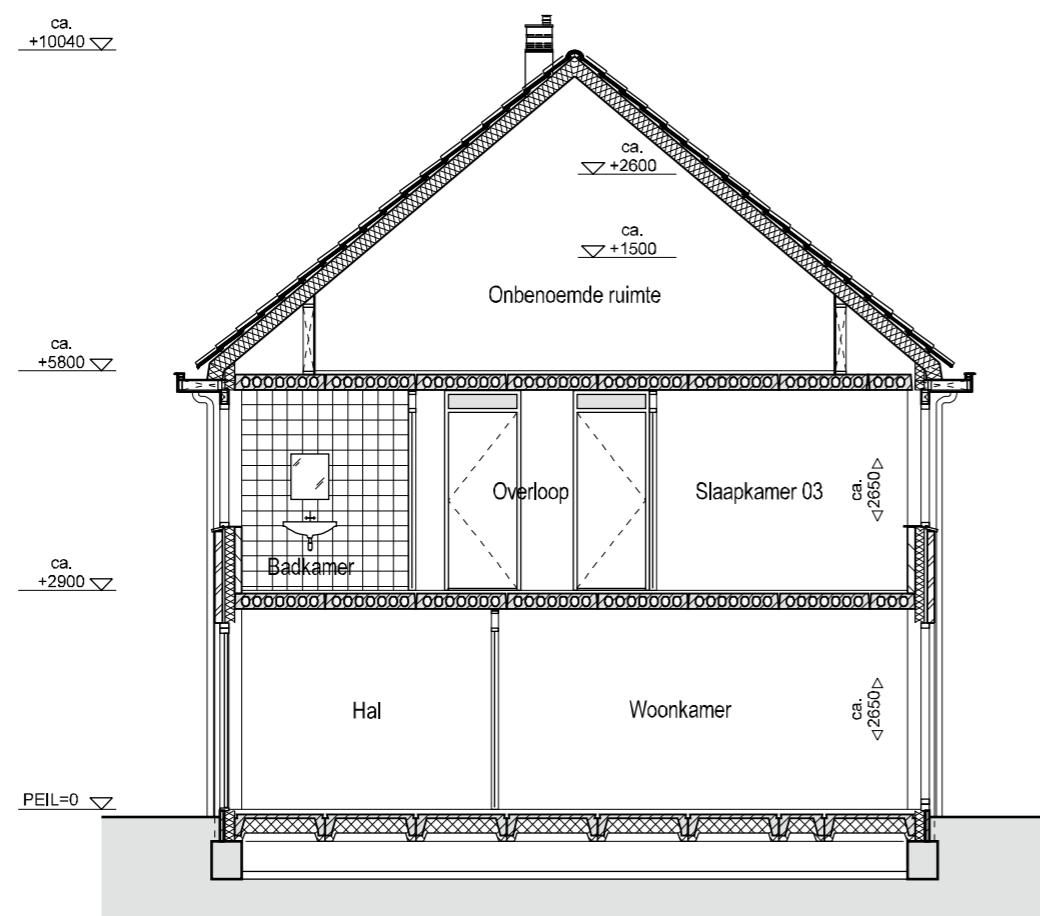 ca.
+10040
ca.
+2600
ca.
+1500
Onbenoemde ruimte
ca.
+5800
Overloop
Slaapkamer 03
ca.
2650
Badkamer
ca.
+2900
Hal
Woonkamer
ca.
2650
PEIL=0